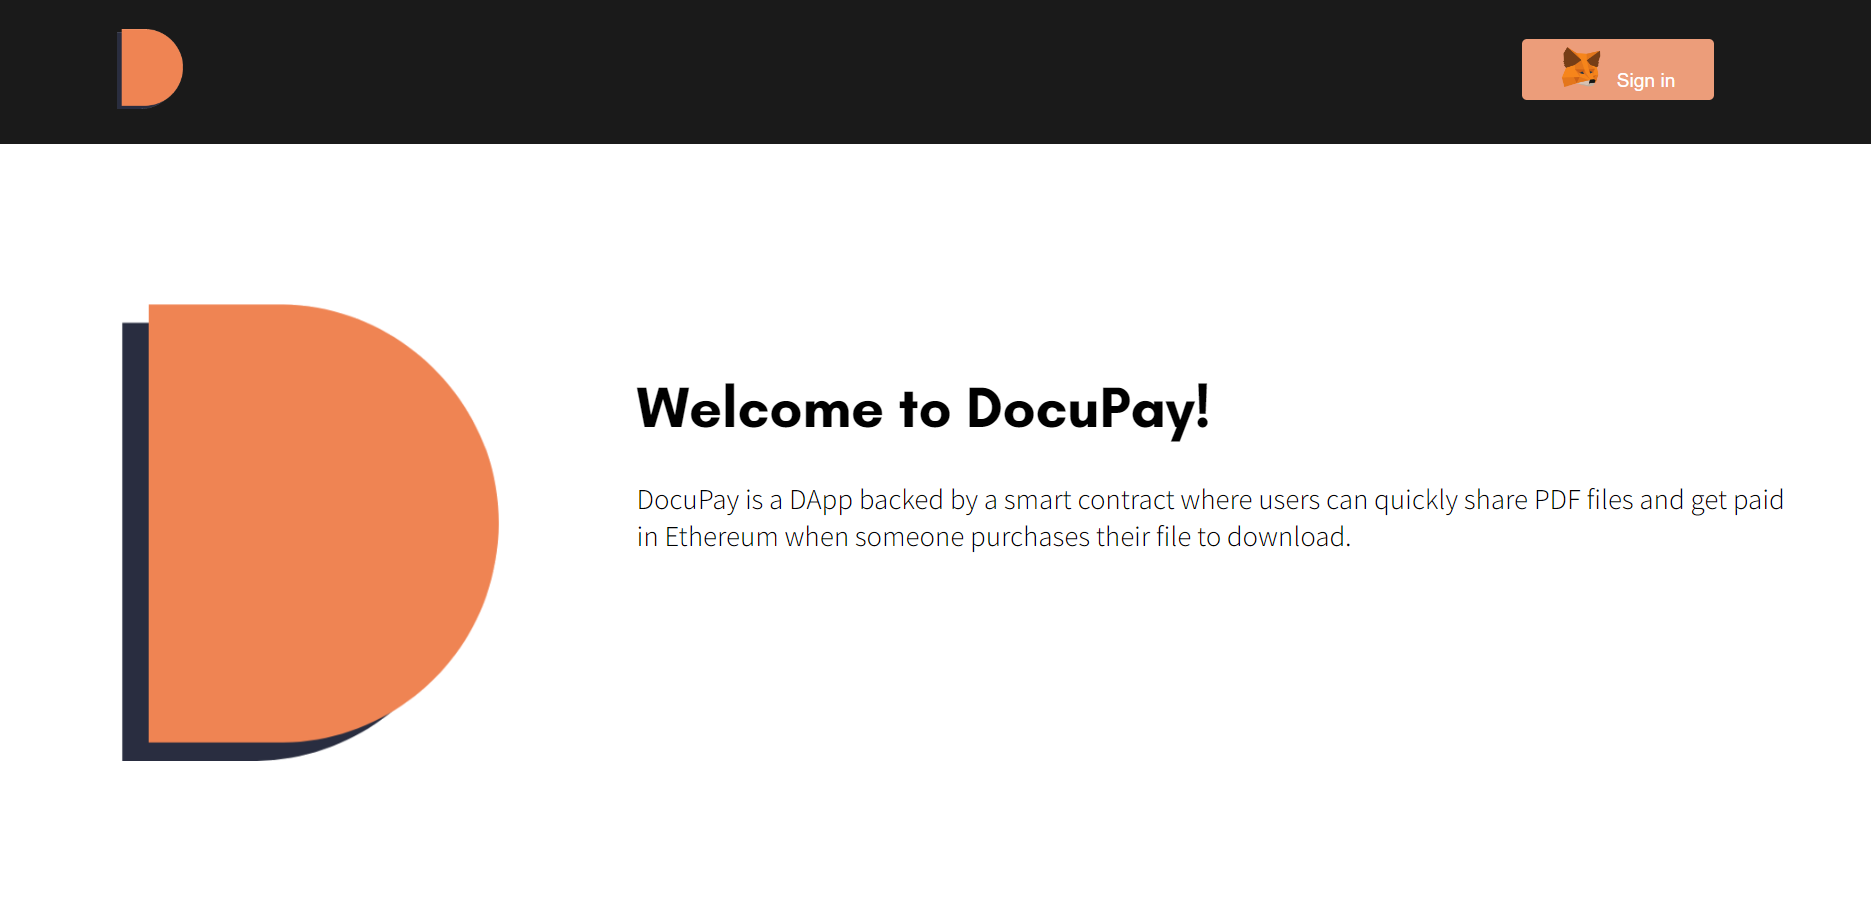 Sign in
Welcome to DocuPay!
DocuPay is a DApp backed by a smart contract where users can quickly share PDF files and get paid
in Ethereum when someone purchases their file to download.